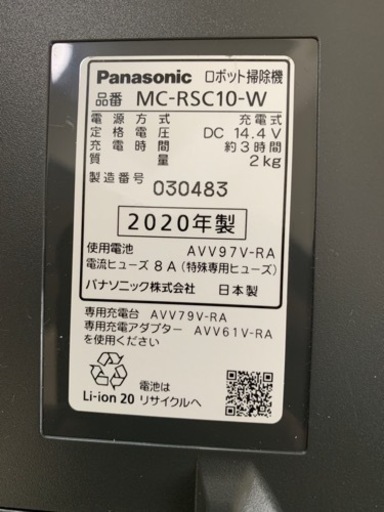 Panasonic ロボット掃除機
品番 MC-RSC10-W
電源方式 充電式
定格電圧 DC 14.4V
充電時間 約3時間
質量 2kg
製造番号 030483
2020年製
使用電池 AVV97V-RA
電流ヒューズ 8A(特殊専用ヒューズ)
パナソニック株式会社 日本製
専用充電台 AVV79V-RA
専用充電アダプター AVV61V-RA
をご使用ください。
電池は
Li-ion 20 リサイクルへ